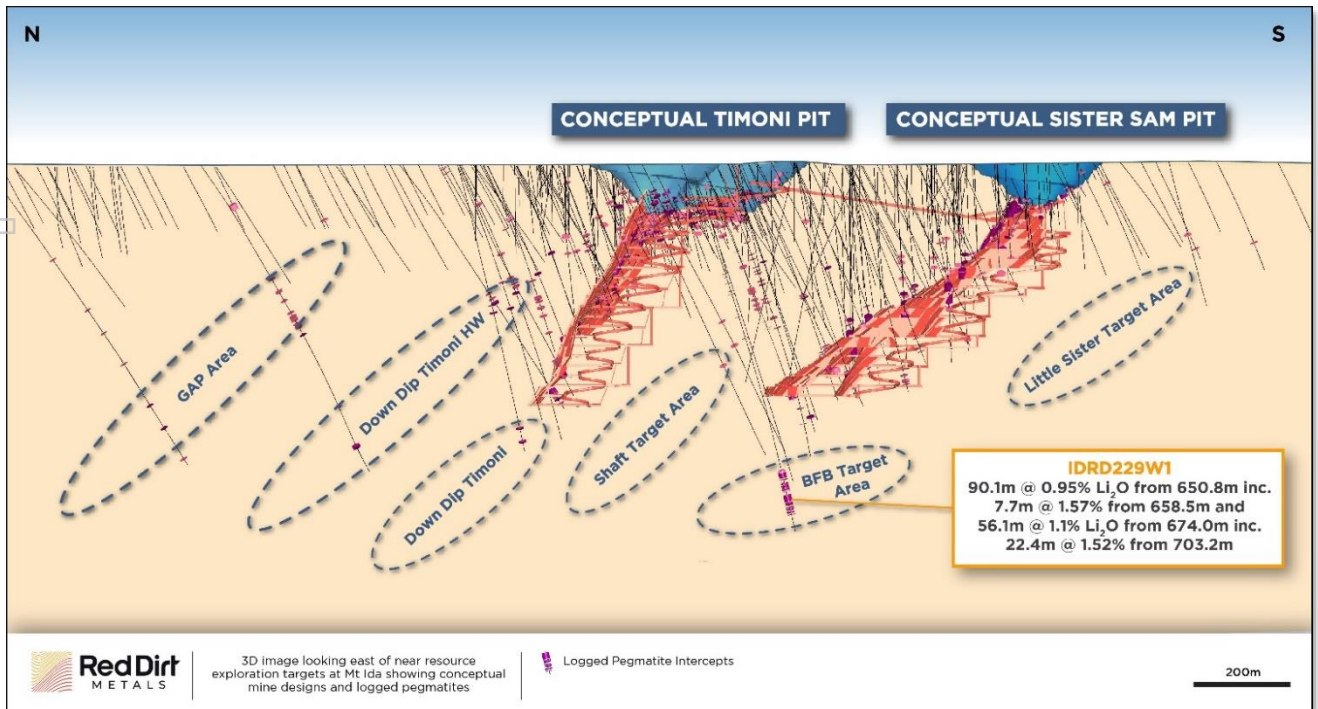 N
S
CONCEPTUAL TIMONI PIT
CONCEPTUAL SISTER SAM PIT
GAP Area
Down Dip Timoni HW
Down Dip Timoni
Shaft Target Area
BFB Target
Area
Little Sister Target Area
IDRD229W1
90.1m @ 0.95% Li₂O from 650.8m inc.
7.7m @ 1.57% from 658.5m and
56.1m @ 1.1% Li₂O from 674.0m inc.
22.4m @ 1.52% from 703.2m
Red Dirt
METALS
3D image looking east of near resource
exploration targets at Mt Ida showing conceptual
mine designs and logged pegmatites
Logged Pegmatite Intercepts
200m